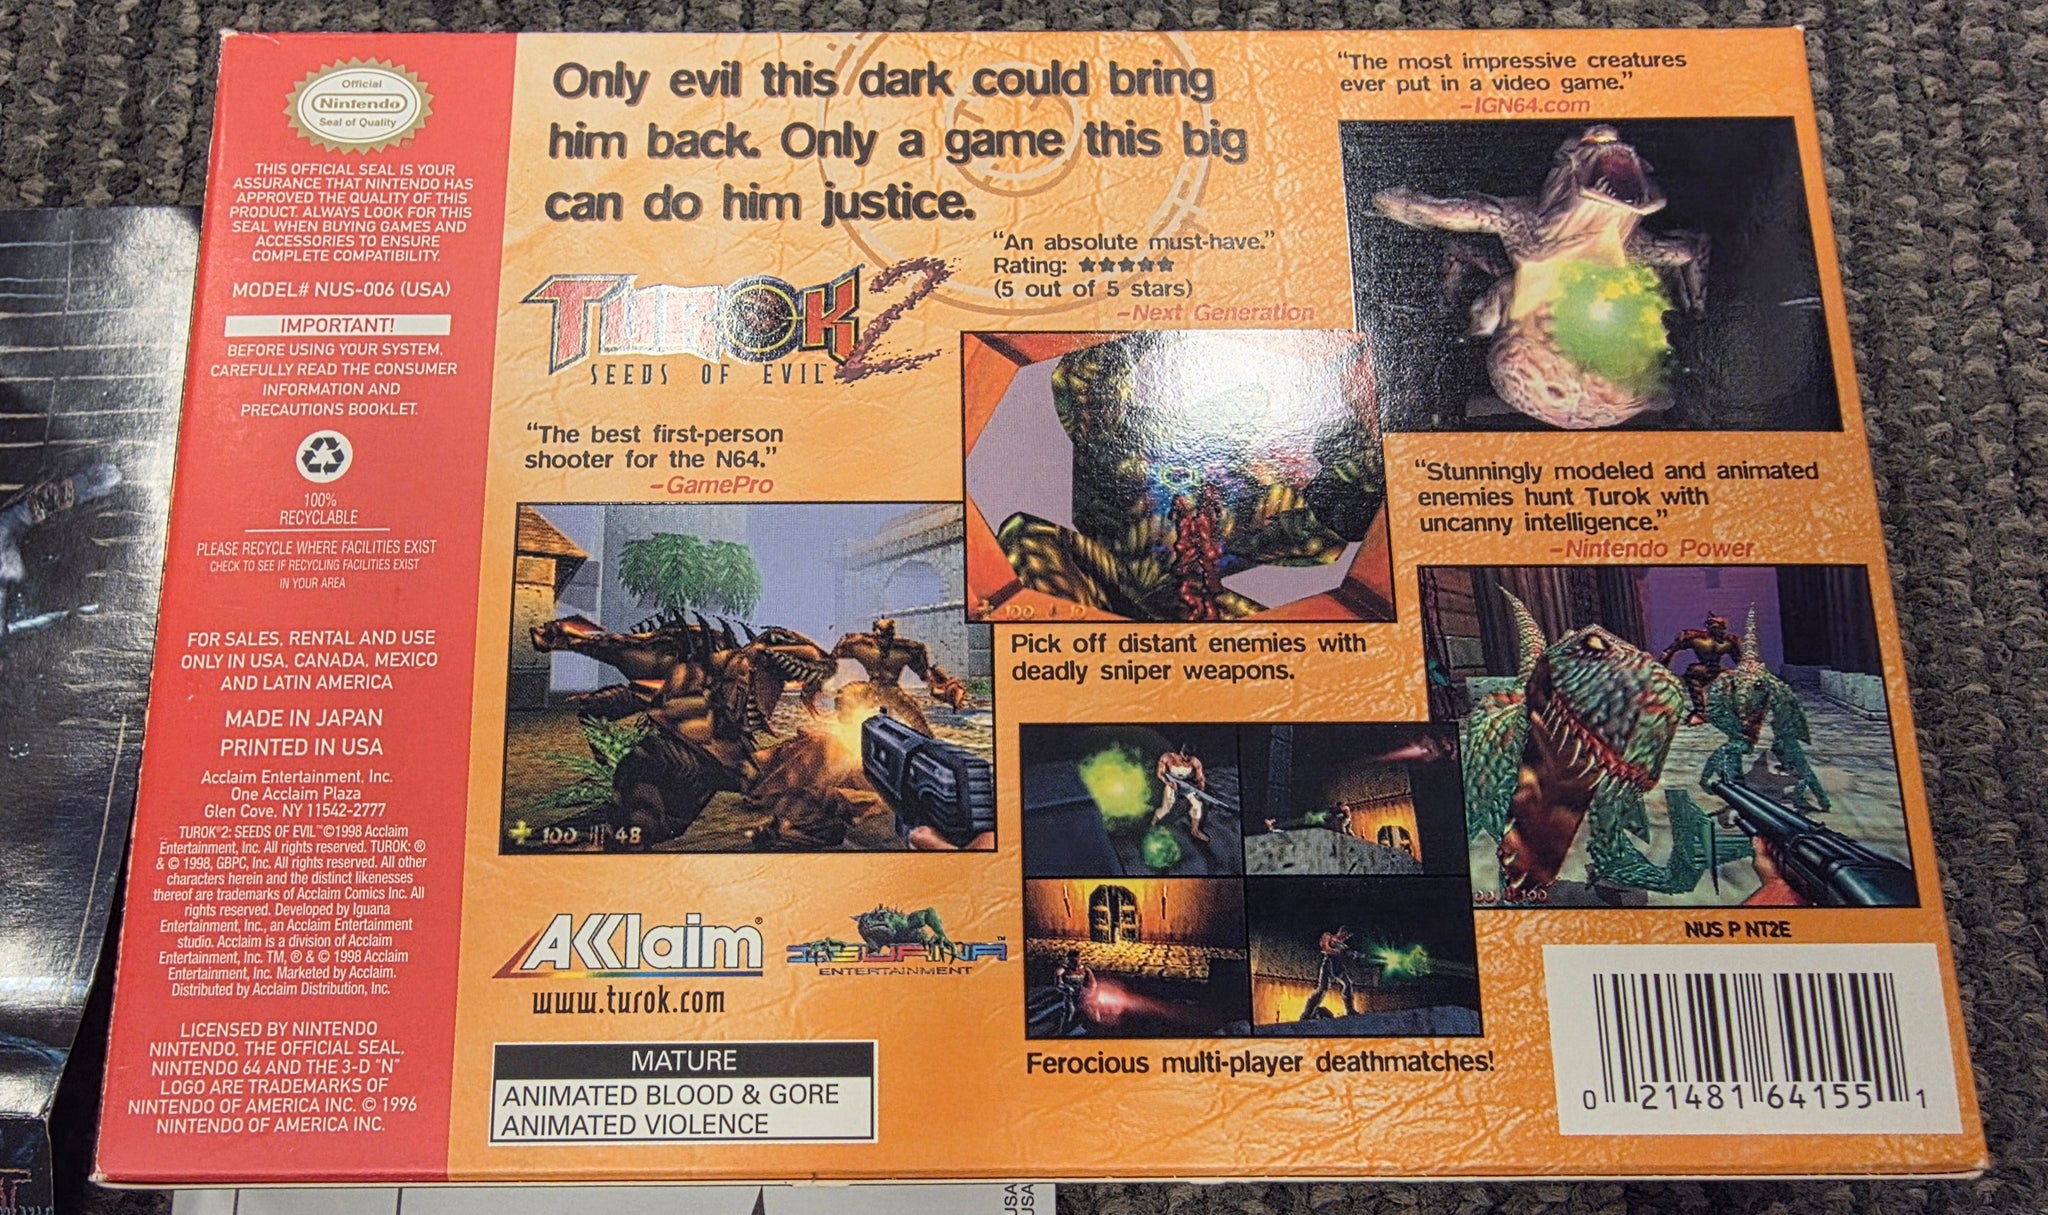 Official
Nintendo
Seal of Quality
THIS OFFICIAL SEAL IS YOUR
ASSURANCE THAT NINTENDO HAS
APPROVED THE QUALITY OF THIS
PRODUCT. ALWAYS LOOK FOR THIS
SEAL WHEN BUYING GAMES AND
ACCESSORIES TO ENSURE
COMPLETE COMPATIBILITY.
MODEL# NUS-006 (USA)
IMPORTANT!
BEFORE USING YOUR SYSTEM,
CAREFULLY READ THE CONSUMER
INFORMATION AND
PRECAUTIONS BOOKLET.
100%
RECYCLABLE
PLEASE RECYCLE WHERE FACILITIES EXIST
CHECK TO SEE IF RECYCLING FACILITIES EXIST
IN YOUR AREA
FOR SALES, RENTAL AND USE
ONLY IN USA, CANADA, MEXICO
AND LATIN AMERICA
MADE IN JAPAN
PRINTED IN USA
Acclaim Entertainment, Inc.
One Acclaim Plaza
Glen Cove, NY 11542-2777
TUROK® 2: SEEDS OF EVIL™ ©1998 Acclaim
Entertainment, Inc. All rights reserved. TUROK: ®
& © 1998, GBPC, Inc. All rights reserved. All other
characters herein and the distinct likenesses
thereof are trademarks of Acclaim Comics Inc. All
rights reserved. Developed by Iguana
Entertainment, Inc., an Acclaim Entertainment
studio. Acclaim is a division of Acclaim
Entertainment, Inc. TM, ® & © 1998 Acclaim
Entertainment, Inc. Marketed by Acclaim.
Distributed by Acclaim Distribution, Inc.
LICENSED BY NINTENDO
NINTENDO, THE OFFICIAL SEAL,
NINTENDO 64 AND THE 3-D "N"
LOGO ARE TRADEMARKS OF
NINTENDO OF AMERICA INC. © 1996
NINTENDO OF AMERICA INC.
Only evil this dark could bring
him back. Only a game this big
can do him justice.
TUROK 2
SEEDS OF EVIL™
"An absolute must-have."
Rating: ★★★★★
(5 out of 5 stars)
–Next Generation
"The most impressive creatures
ever put in a video game."
–IGN64.com
"The best first-person
shooter for the N64."
–GamePro
100 48
100 10
Pick off distant enemies with
deadly sniper weapons.
"Stunningly modeled and animated
enemies hunt Turok with
uncanny intelligence."
–Nintendo Power
00 100
Ferocious multi-player deathmatches!
AKKlaim®
IGUANA™
ENTERTAINMENT
www.turok.com
MATURE
ANIMATED BLOOD & GORE
ANIMATED VIOLENCE
NUS P NT2E
0 21481 64155 1
USA
USA